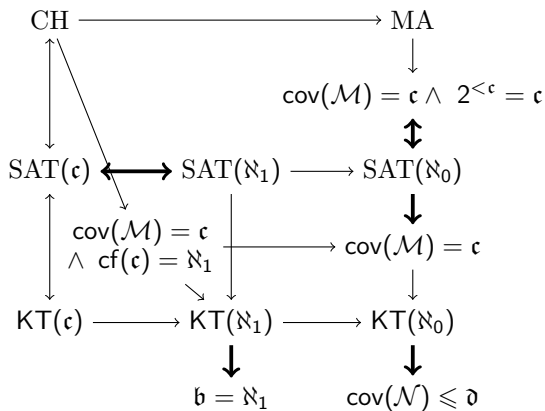 CH MA
cov(ℳ) = 𝔠 ∧ 2^{<𝔠} = 𝔠
SAT(𝔠) SAT(ℵ₁) SAT(ℵ₀)
cov(ℳ) = 𝔠
∧ cf(𝔠) = ℵ₁
cov(ℳ) = 𝔠
KT(𝔠) KT(ℵ₁) KT(ℵ₀)
𝔟 = ℵ₁ cov(𝒩) ⩽ 𝔡